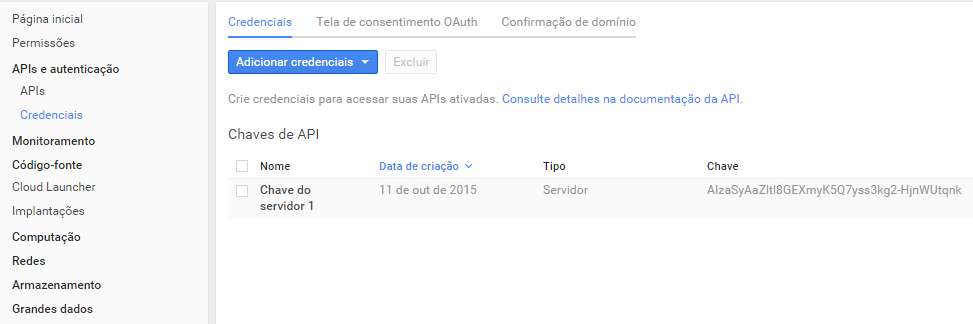 Página inicial
Permissões
APIs e autenticação
APIs
Credenciais
Monitoramento
Código-fonte
Cloud Launcher
Implantações
Computação
Redes
Armazenamento
Grandes dados
Credenciais Tela de consentimento OAuth Confirmação de domínio
Adicionar credenciais Excluir
Crie credenciais para acessar suas APIs ativadas. Consulte detalhes na documentação da API.
Chaves de API
Nome Data de criação Tipo Chave
Chave do servidor 1 11 de out de 2015 Servidor AIzaSyAaZItI8GEXmyK5Q7yss3kg2-HjnWUtqnk